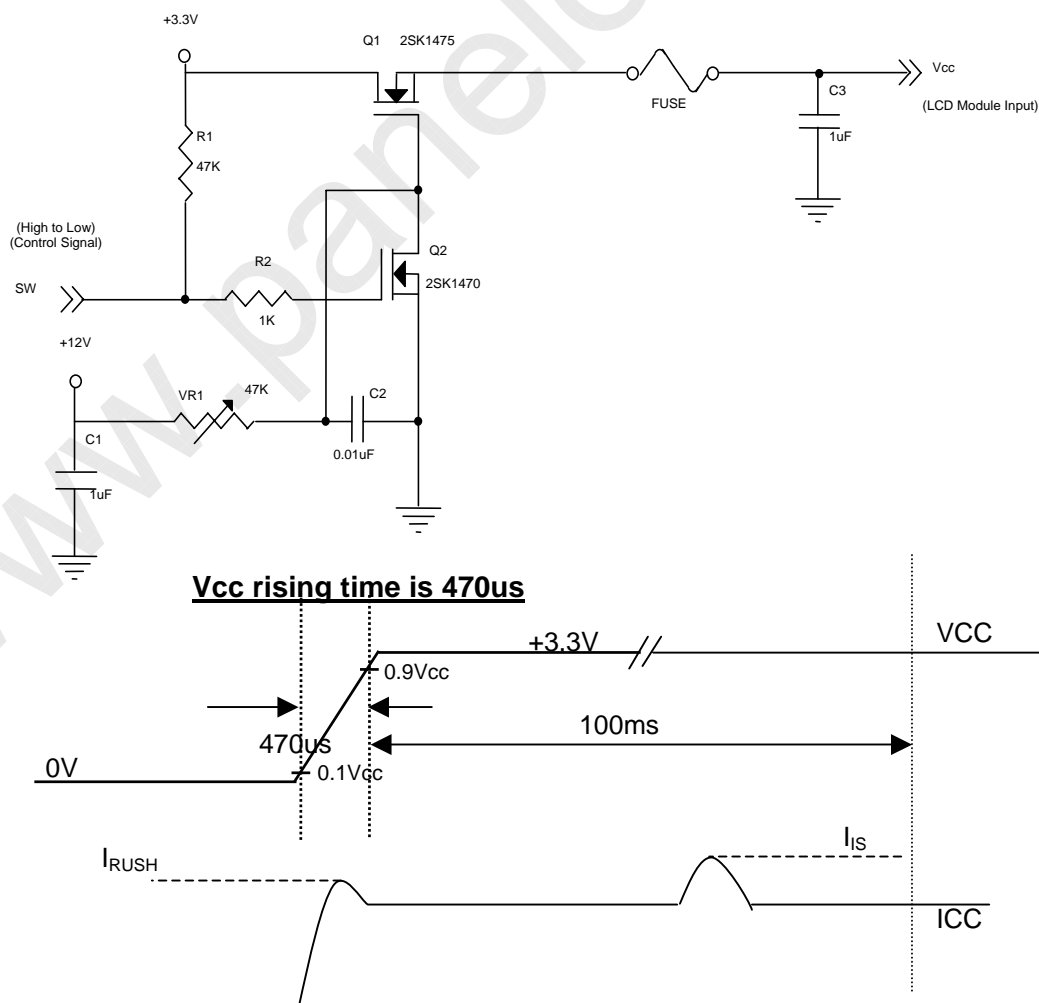 www.panelo
+3.3V
Q1 2SK1475
Vcc
FUSE
C3
(LCD Module Input)
R1
1uF
47K
(High to Low)
(Control Signal)
Q2
R2
SW
2SK1470
1K
+12V
VR1 47K
C2
C1
0.01uF
1uF
Vcc rising time is 470us
+3.3V
VCC
0.9Vcc
100ms
470us
0V
0.1Vcc
IRUSH
IIS
ICC